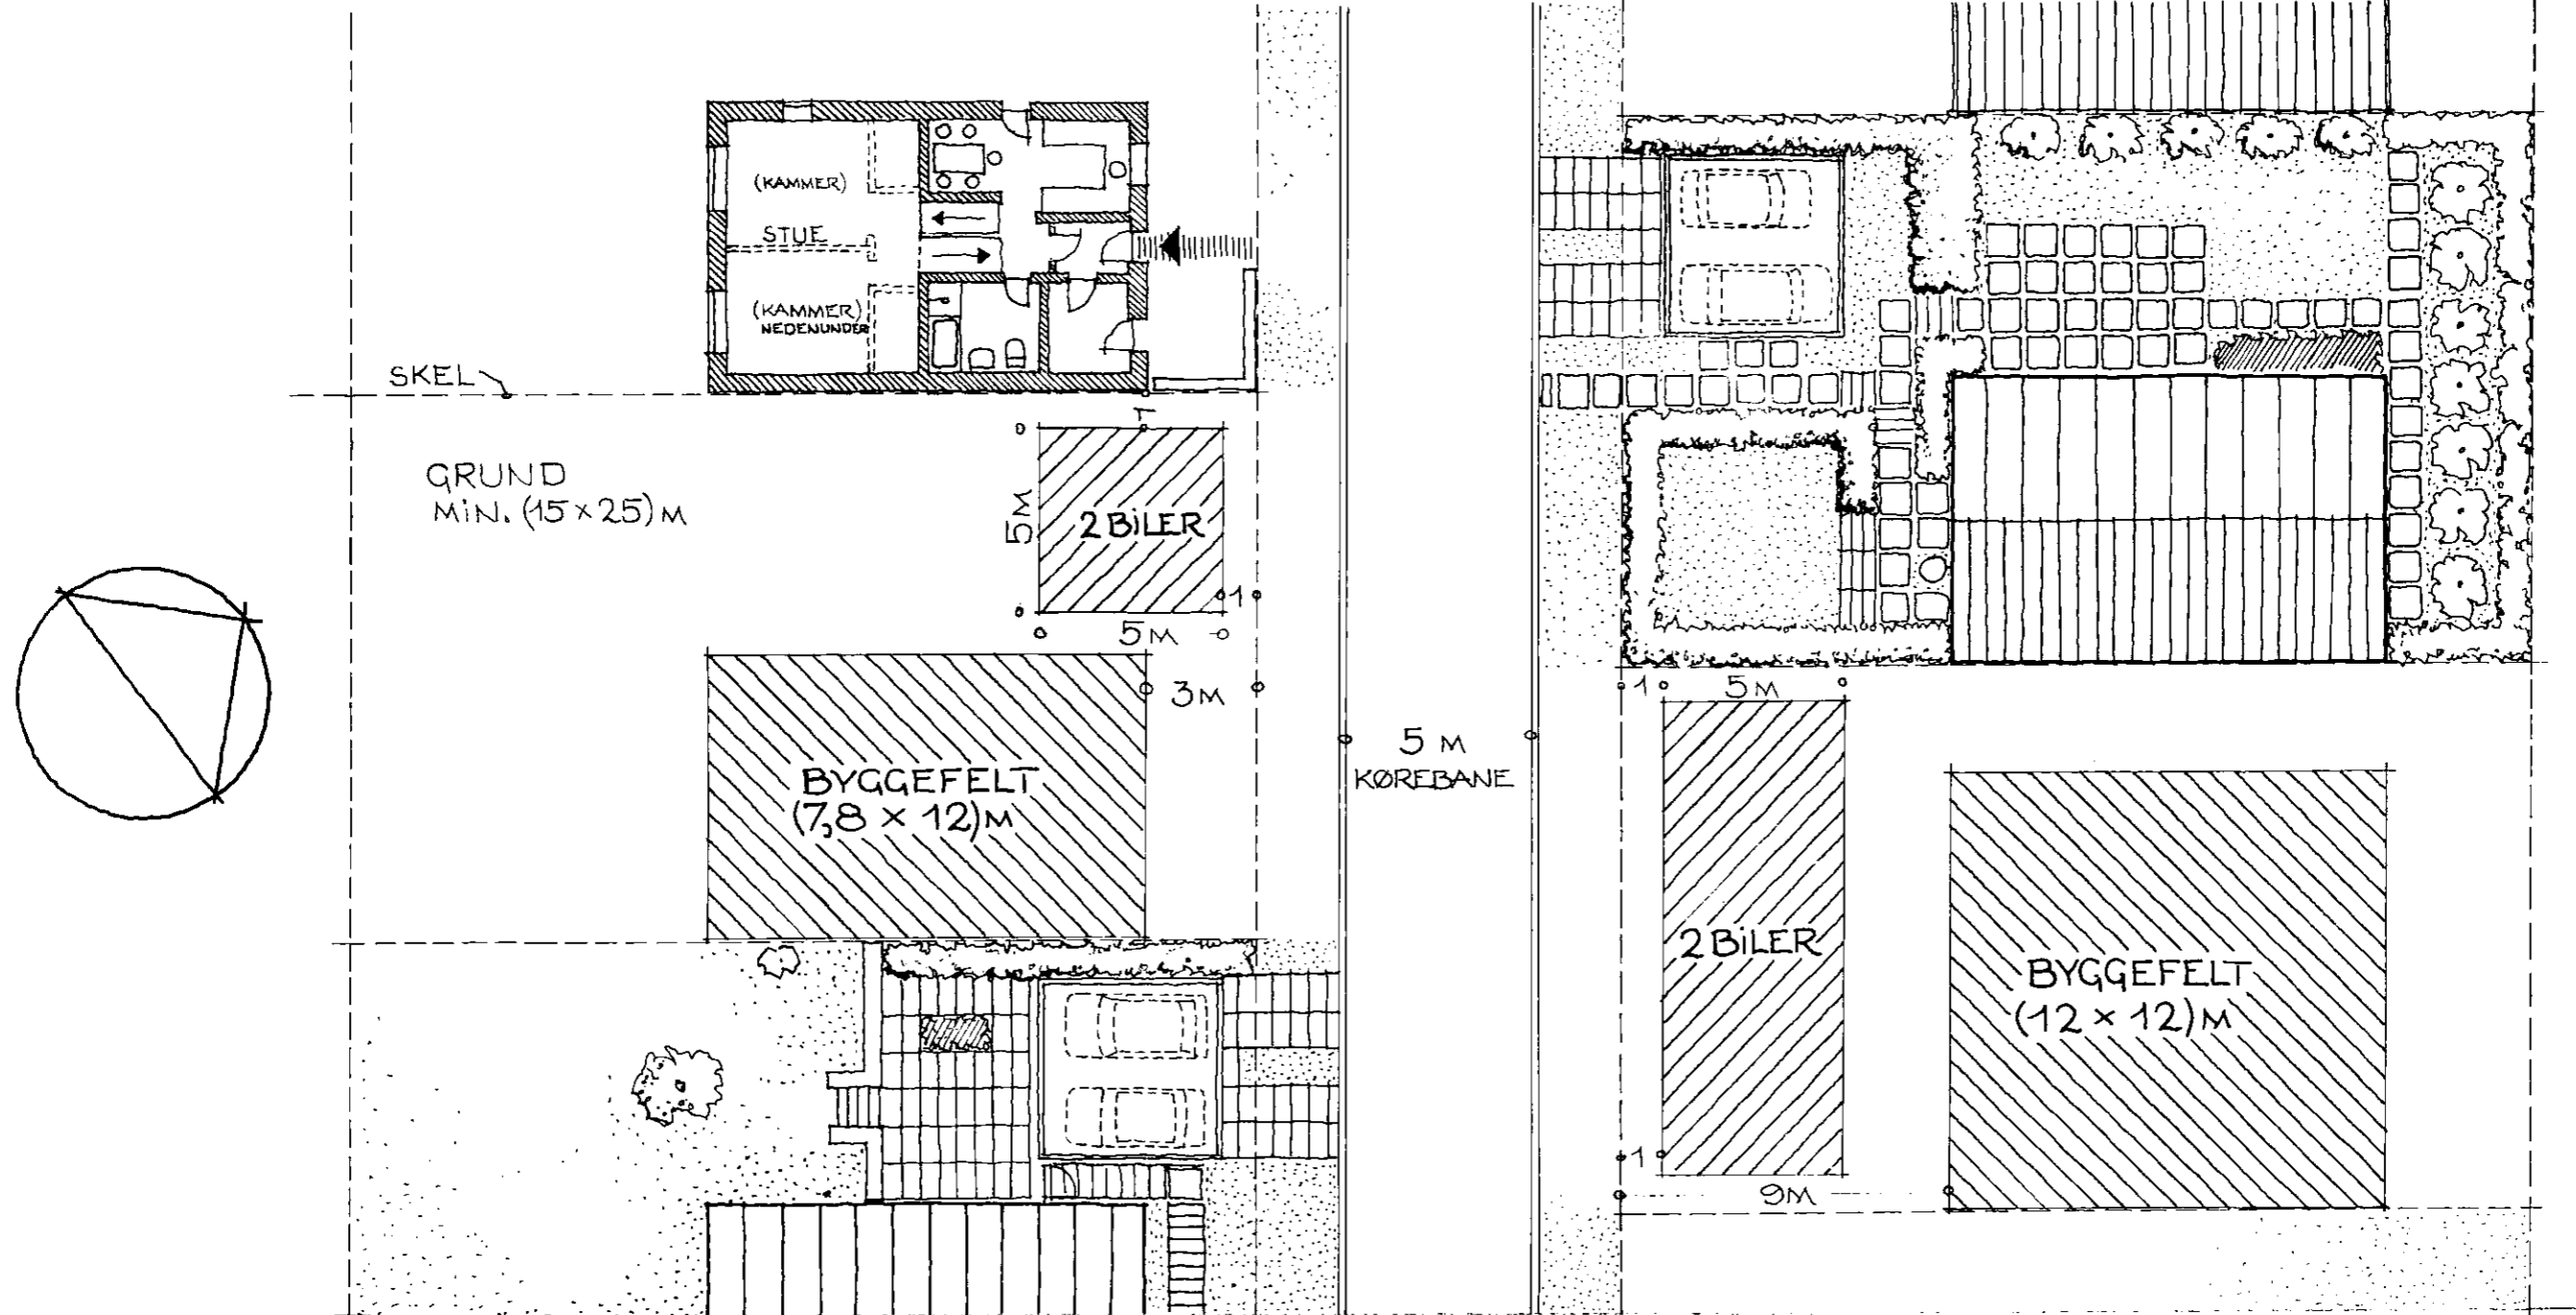 (KAMMER)
STUE
(KAMMER)
NEDENUNDER
SKEL
GRUND
MIN. (15 × 25) M
1
5M
2 BILER
1
5M
3M
BYGGEFELT
(7,8 × 12) M
5 M
KØREBANE
1
5M
2 BILER
1
9M
BYGGEFELT
(12 × 12) M